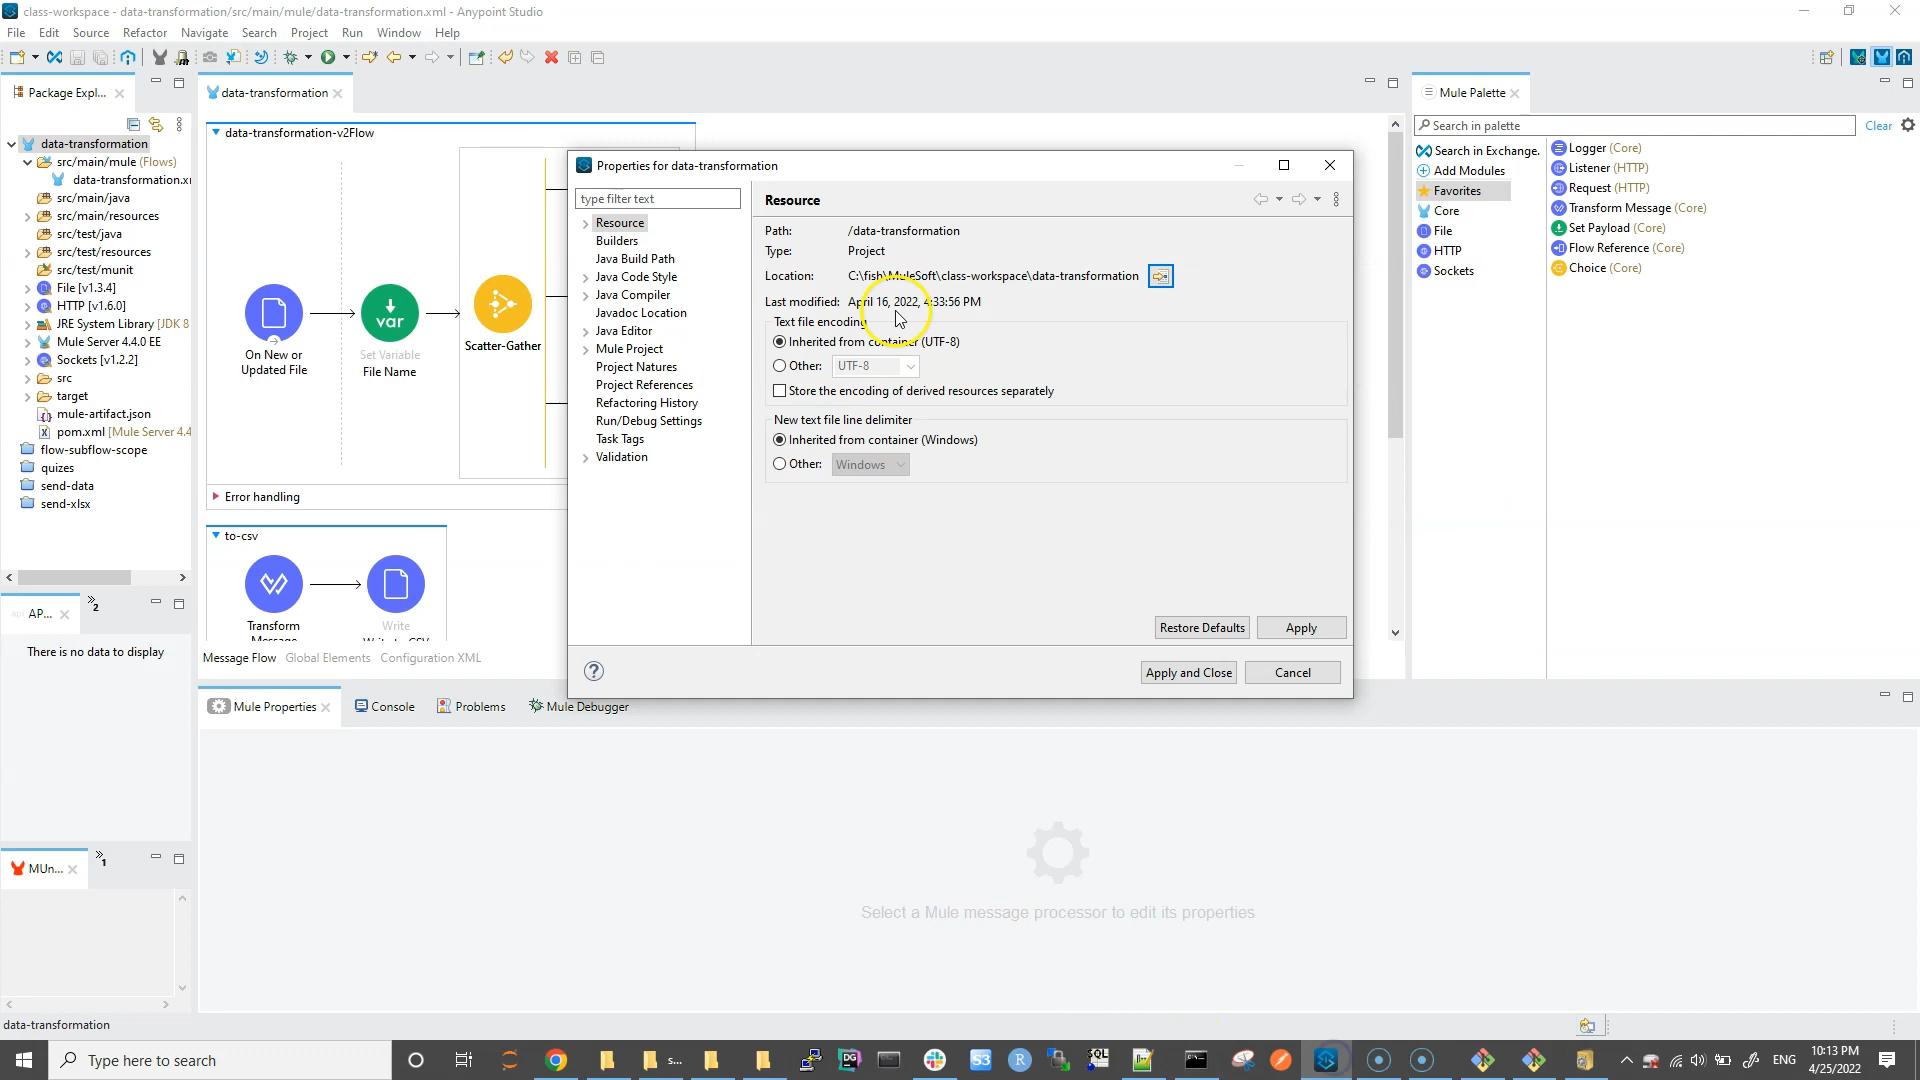 class-workspace - data-transformation/src/main/mule/data-transformation.xml - Anypoint Studio
File Edit Source Refactor Navigate Search Project Run Window Help
Package Expl...
data-transformation
src/main/mule (Flows)
data-transformation.x
src/main/java
src/main/resources
src/test/java
src/test/resources
src/test/munit
File [v1.3.4]
HTTP [v1.6.0]
JRE System Library [JDK 8
Mule Server 4.4.0 EE
Sockets [v1.2.2]
src
target
mule-artifact.json
pom.xml [Mule Server 4.4
flow-subflow-scope
quizes
send-data
send-xlsx
AP...
2
There is no data to display
MUn...
1
data-transformation
data-transformation-v2Flow
On New or
Updated File
var
Set Variable
File Name
Scatter-Gather
Error handling
to-csv
Transform
Message
Write
Message Flow Global Elements Configuration XML
Properties for data-transformation
type filter text
Resource
Builders
Java Build Path
Java Code Style
Java Compiler
Javadoc Location
Java Editor
Mule Project
Project Natures
Project References
Refactoring History
Run/Debug Settings
Task Tags
Validation
Resource
Path: /data-transformation
Type: Project
Location: C:\fish\MuleSoft\class-workspace\data-transformation
Last modified: April 16, 2022, 4:33:56 PM
Text file encoding
Inherited from container (UTF-8)
Other: UTF-8
Store the encoding of derived resources separately
New text file line delimiter
Inherited from container (Windows)
Other: Windows
Restore Defaults Apply
Apply and Close Cancel
Mule Palette
Search in palette Clear
Search in Exchange.
Add Modules
Favorites
Core
File
HTTP
Sockets
Logger (Core)
Listener (HTTP)
Request (HTTP)
Transform Message (Core)
Set Payload (Core)
Flow Reference (Core)
Choice (Core)
Mule Properties Console Problems Mule Debugger
Select a Mule message processor to edit its properties
data-transformation
Type here to search
s...
DG
S3
R
SQL
ENG
10:13 PM
4/25/2022